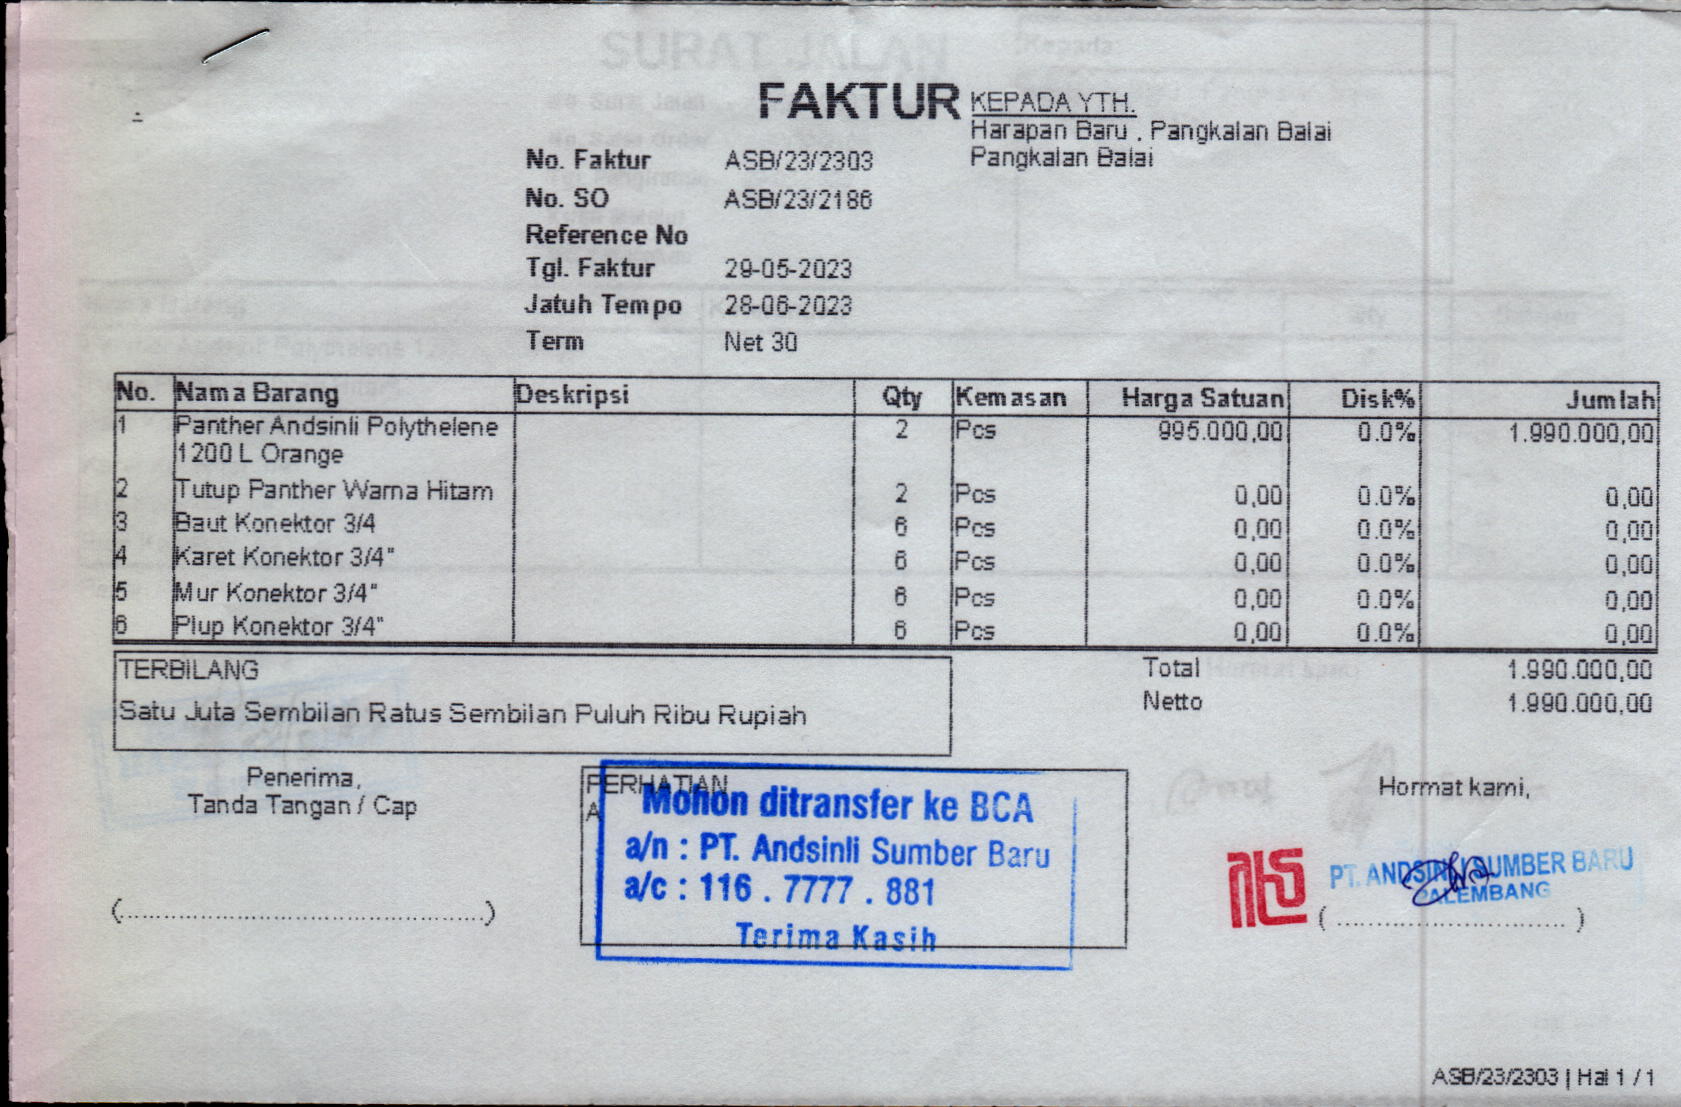 FAKTUR
KEPADA YTH.
Harapan Baru , Pangkalan Balai
Pangkalan Balai
No. Faktur ASB/23/2303
No. SO ASB/23/2186
Reference No
Tgl. Faktur 29-05-2023
Jatuh Tempo 28-06-2023
Term Net 30
No. Nama Barang Deskripsi Qty Kemasan Harga Satuan Disk% Jumlah
1 Panther Andsinli Polythelene 2 Pcs 995.000,00 0.0% 1.990.000,00
1200 L Orange
2 Tutup Panther Warna Hitam 2 Pcs 0,00 0.0% 0,00
3 Baut Konektor 3/4 6 Pcs 0,00 0.0% 0,00
4 Karet Konektor 3/4" 6 Pcs 0,00 0.0% 0,00
5 Mur Konektor 3/4" 6 Pcs 0,00 0.0% 0,00
6 Plup Konektor 3/4" 6 Pcs 0,00 0.0% 0,00
TERBILANG
Satu Juta Sembilan Ratus Sembilan Puluh Ribu Rupiah
Total 1.990.000,00
Netto 1.990.000,00
Penerima,
Tanda Tangan / Cap
PERHATIAN
A
Mohon ditransfer ke BCA
a/n : PT. Andsinli Sumber Baru
a/c : 116 . 7777 . 881
Terima Kasih
Hormat kami,
PT. ANDSINLI SUMBER BARU
PALEMBANG
ASB/23/2303 | Hal 1 / 1
SURAT JALAN
Kepada